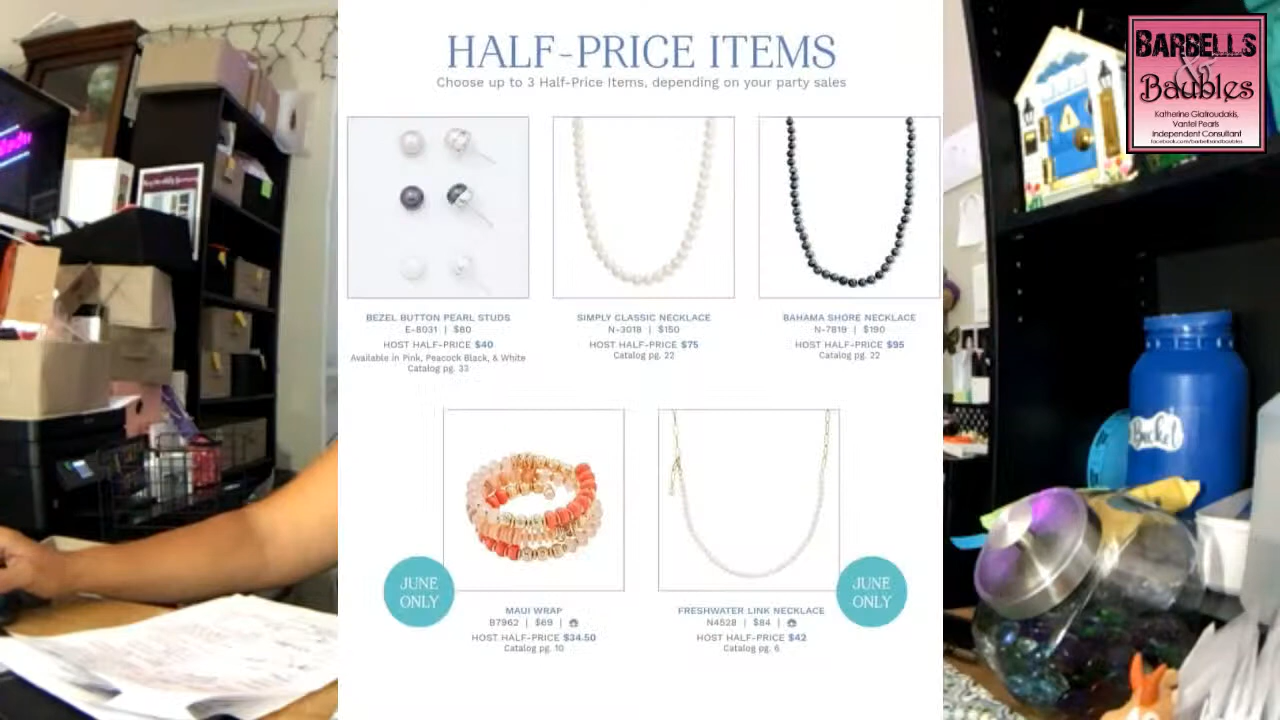 HALF-PRICE ITEMS
Choose up to 3 Half-Price Items, depending on your party sales
BEZEL BUTTON PEARL STUDS
E-8031 | $80
HOST HALF-PRICE $40
Available in Pink, Peacock Black, & White
Catalog pg. 33
SIMPLY CLASSIC NECKLACE
N-3018 | $150
HOST HALF-PRICE $75
Catalog pg. 22
BAHAMA SHORE NECKLACE
N-7819 | $190
HOST HALF-PRICE $95
Catalog pg. 22
JUNE
ONLY
MAUI WRAP
B7962 | $69 |
HOST HALF-PRICE $34.50
Catalog pg. 10
FRESHWATER LINK NECKLACE
N4528 | $84 |
HOST HALF-PRICE $42
Catalog pg. 6
JUNE
ONLY
BARBELLS
&
Baubles
Katherine Giatroudakis,
Vantel Pearls
Independent Consultant
facebook.com/barbellsandbaubles
Bucket